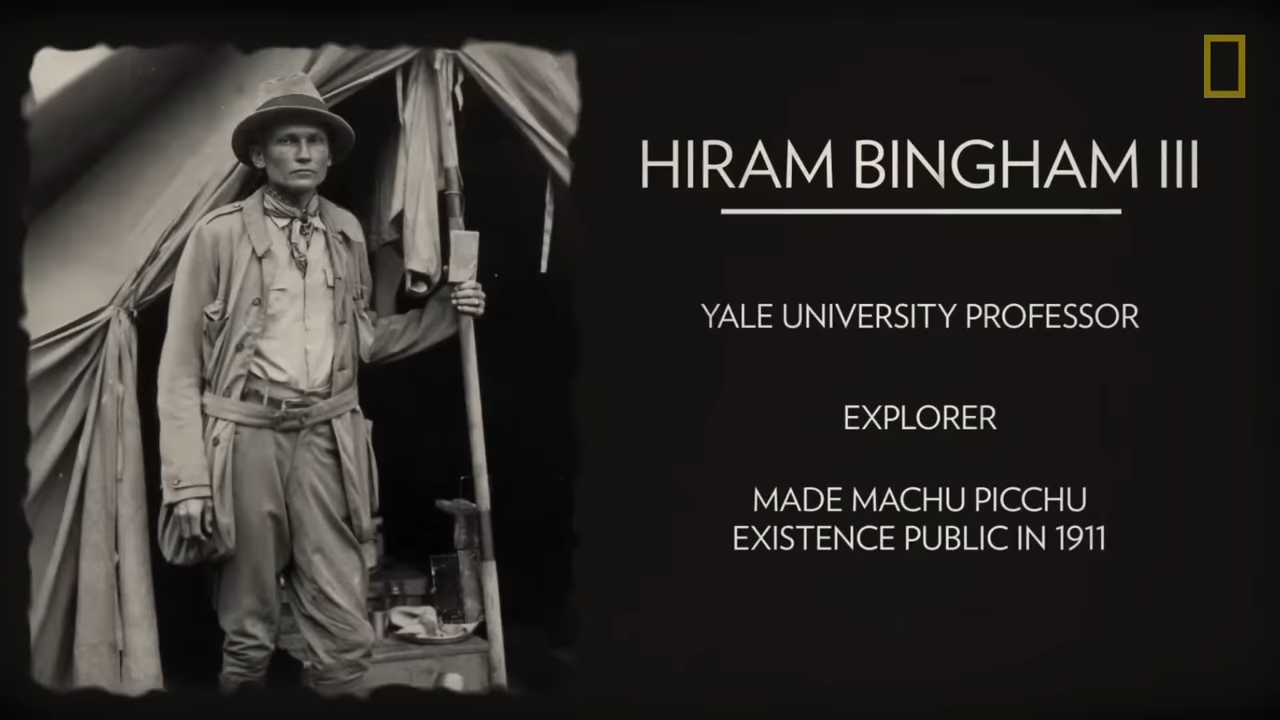 HIRAM BINGHAM III
YALE UNIVERSITY PROFESSOR
EXPLORER
MADE MACHU PICCHU
EXISTENCE PUBLIC IN 1911